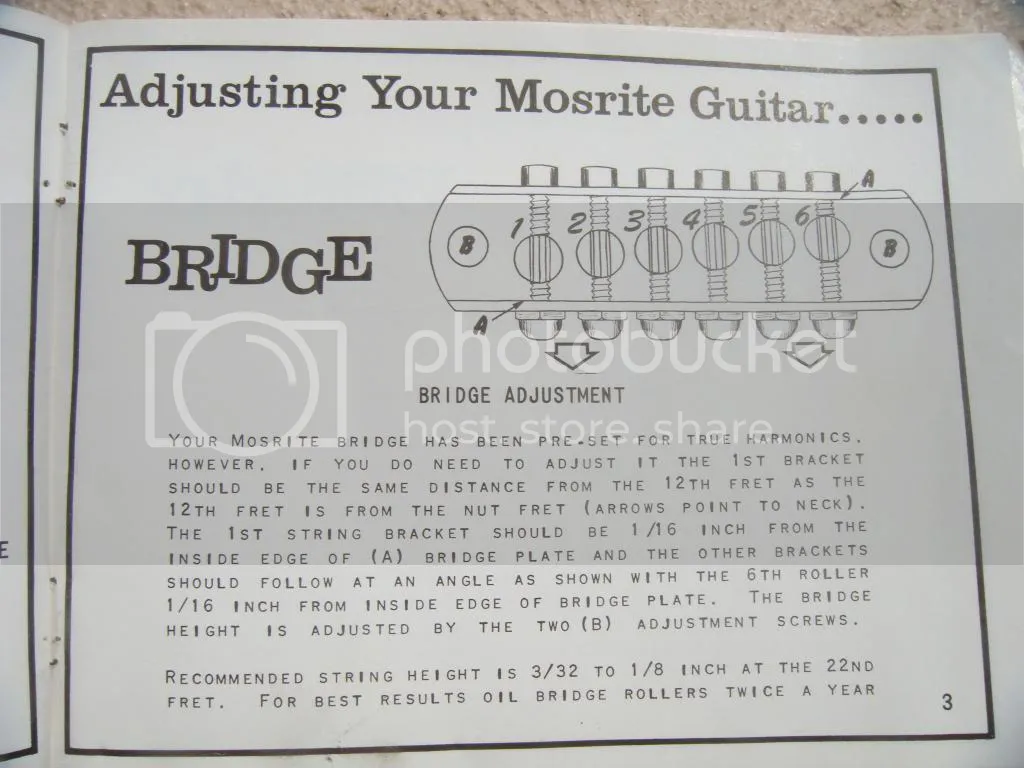 Adjusting Your Mosrite Guitar.....
A
1 2 3 4 5 6
B B
BRIDGE
A
photobucket
BRIDGE ADJUSTMENT
host. store. share.
YOUR MOSRITE BRIDGE HAS BEEN PRE-SET FOR TRUE HARMONICS.
HOWEVER, IF YOU DO NEED TO ADJUST IT THE 1ST BRACKET
SHOULD BE THE SAME DISTANCE FROM THE 12TH FRET AS THE
12TH FRET IS FROM THE NUT FRET (ARROWS POINT TO NECK).
THE 1ST STRING BRACKET SHOULD BE 1/16 INCH FROM THE
INSIDE EDGE OF (A) BRIDGE PLATE AND THE OTHER BRACKETS
SHOULD FOLLOW AT AN ANGLE AS SHOWN WITH THE 6TH ROLLER
1/16 INCH FROM INSIDE EDGE OF BRIDGE PLATE. THE BRIDGE
HEIGHT IS ADJUSTED BY THE TWO (B) ADJUSTMENT SCREWS.
RECOMMENDED STRING HEIGHT IS 3/32 TO 1/8 INCH AT THE 22ND
FRET. FOR BEST RESULTS OIL BRIDGE ROLLERS TWICE A YEAR
3
E